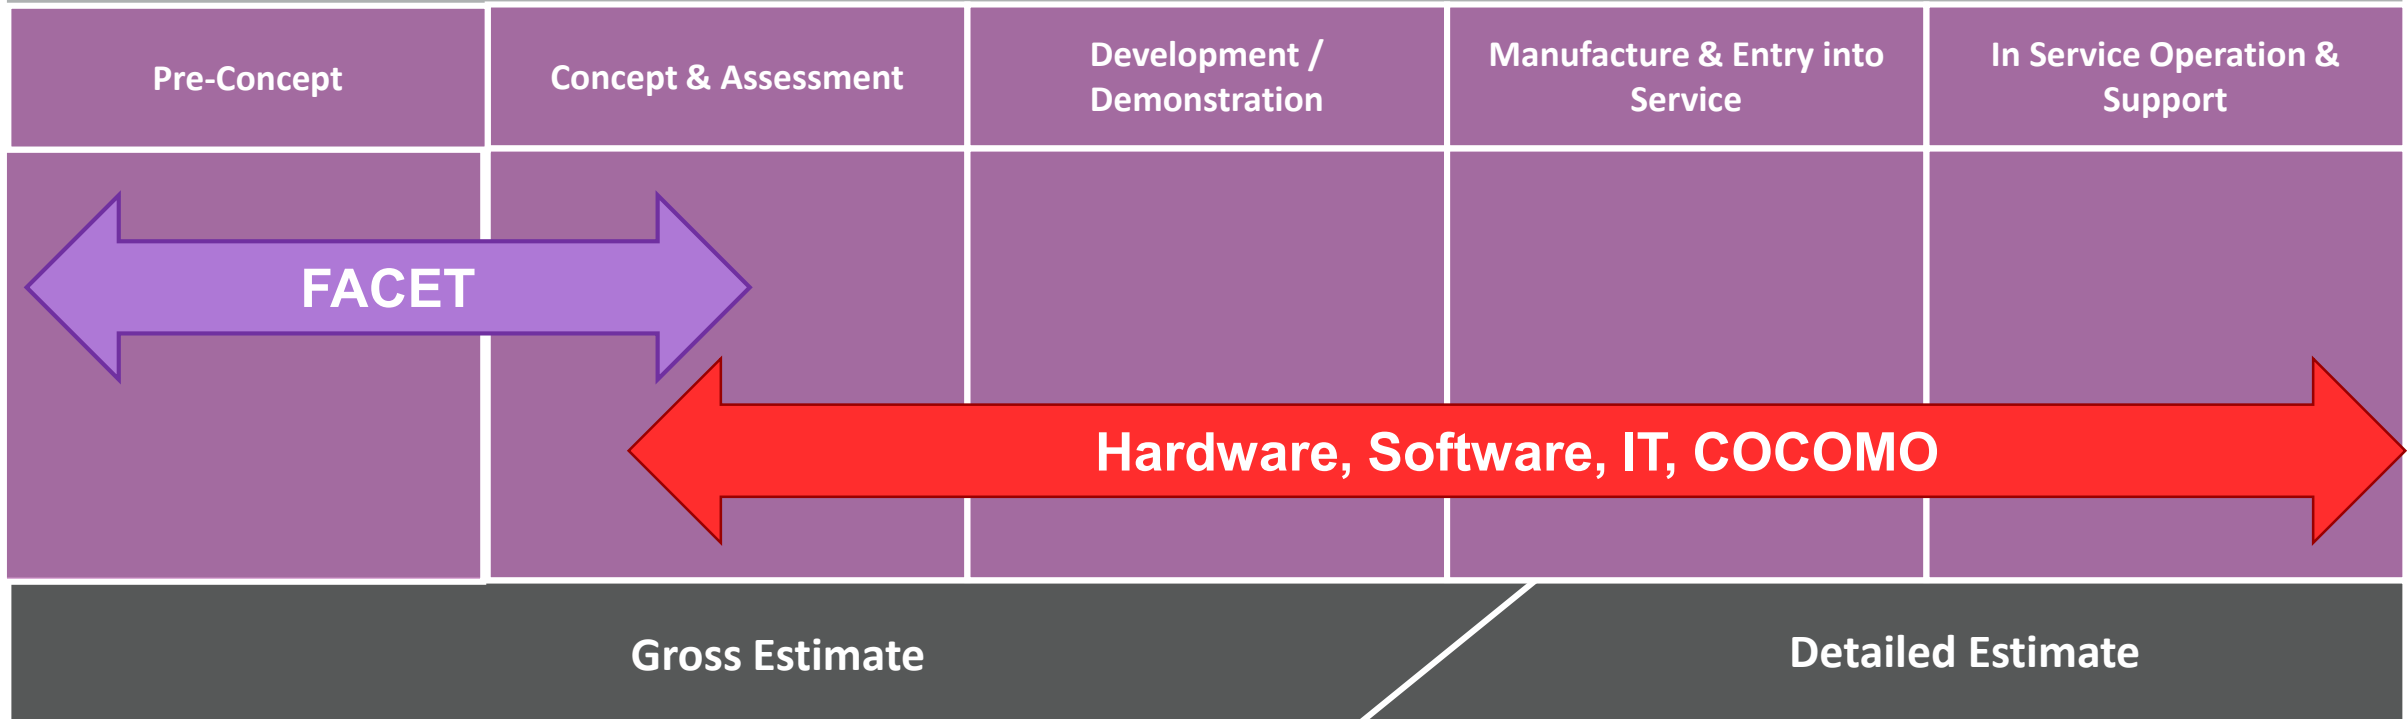 Pre-Concept
Concept & Assessment
Development /
Demonstration
Manufacture & Entry into
Service
In Service Operation &
Support
FACET
Hardware, Software, IT, COCOMO
Gross Estimate
Detailed Estimate